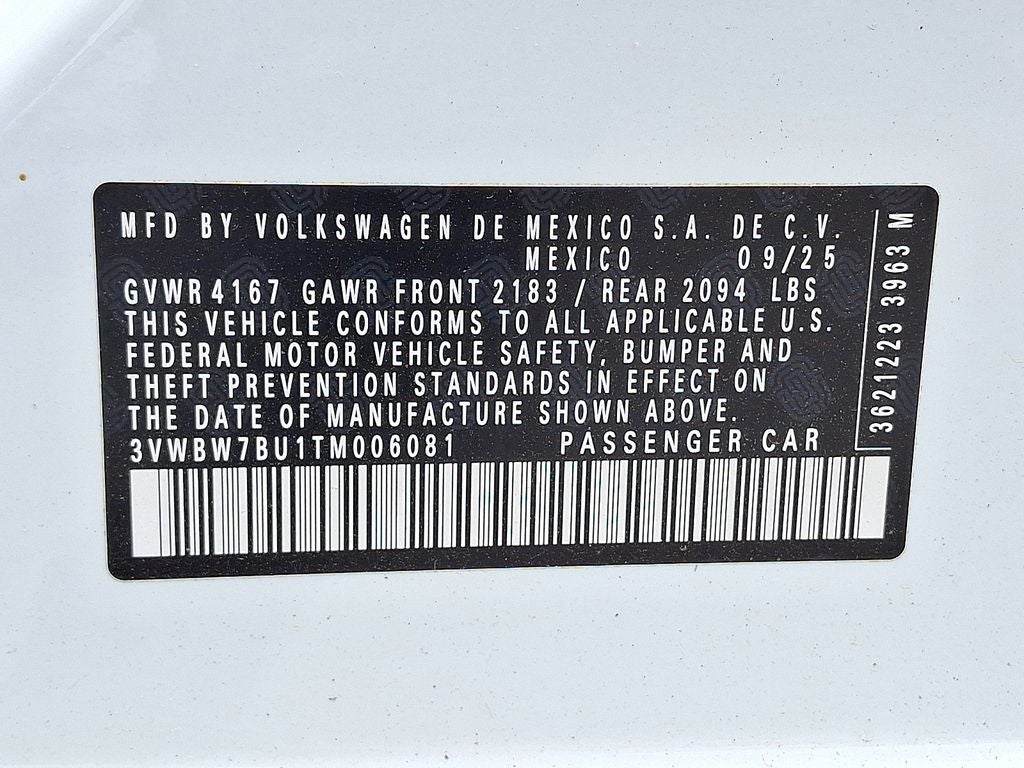 MFD BY VOLKSWAGEN DE MEXICO S.A. DE C.V.
MEXICO 09/25
GVWR 4167 GAWR FRONT 2183 / REAR 2094 LBS
THIS VEHICLE CONFORMS TO ALL APPLICABLE U.S.
FEDERAL MOTOR VEHICLE SAFETY, BUMPER AND
THEFT PREVENTION STANDARDS IN EFFECT ON
THE DATE OF MANUFACTURE SHOWN ABOVE.
3VWBW7BU1TM006081 PASSENGER CAR
3621223 3963 M